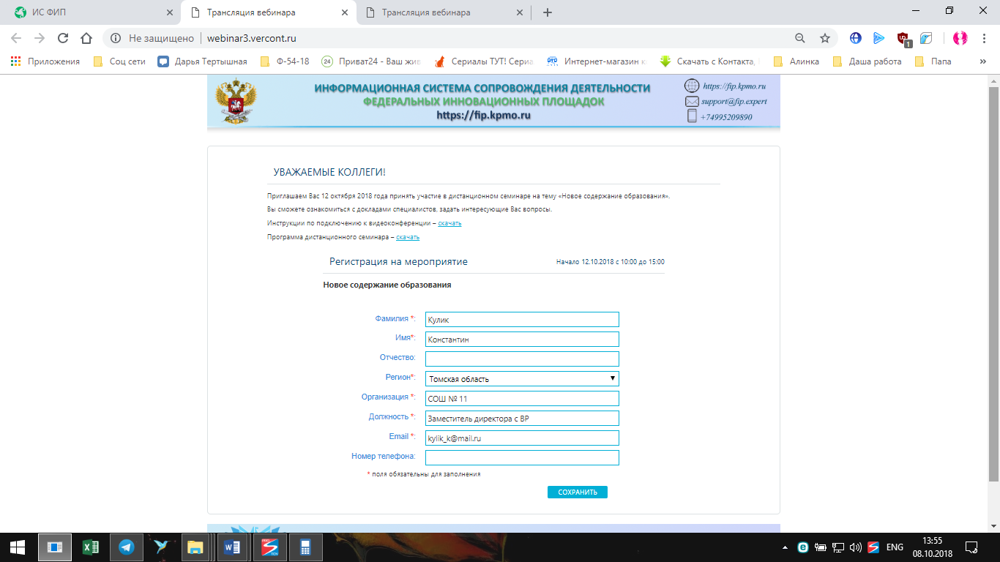 ИС ФИП
Трансляция вебинара
Трансляция вебинара
Не защищено
webinar3.vercont.ru
Приложения
Соц сети
Дарья Тертышная
Ф-54-18
24
Приват24 - Ваш жив
Сериалы ТУТ! Сериа
Интернет-магазин к
Скачать с Контакта,
Алинка
Даша работа
Папа
»
1
ИНФОРМАЦИОННАЯ СИСТЕМА СОПРОВОЖДЕНИЯ ДЕЯТЕЛЬНОСТИ
ФЕДЕРАЛЬНЫХ ИННОВАЦИОННЫХ ПЛОЩАДОК
https://fip.kpmo.ru
https://fip.kpmo.ru
support@fip.expert
+74995209890
УВАЖАЕМЫЕ КОЛЛЕГИ!
Приглашаем Вас 12 октября 2018 года принять участие в дистанционном семинаре на тему «Новое содержание образования».
Вы сможете ознакомиться с докладами специалистов, задать интересующие Вас вопросы.
Инструкции по подключению к видеоконференции – скачать
Программа дистанционного семинара – скачать
Регистрация на мероприятие
Начало 12.10.2018 с 10:00 до 15:00
Новое содержание образования
Фамилия *: Кулик
Имя*: Константин
Отчество:
Регион*: Томская область
Организация *: СОШ № 11
Должность *: Заместитель директора с ВР
Email *: kylik_k@mail.ru
Номер телефона:
* поля обязательны для заполнения
СОХРАНИТЬ
ENG
13:55
08.10.2018